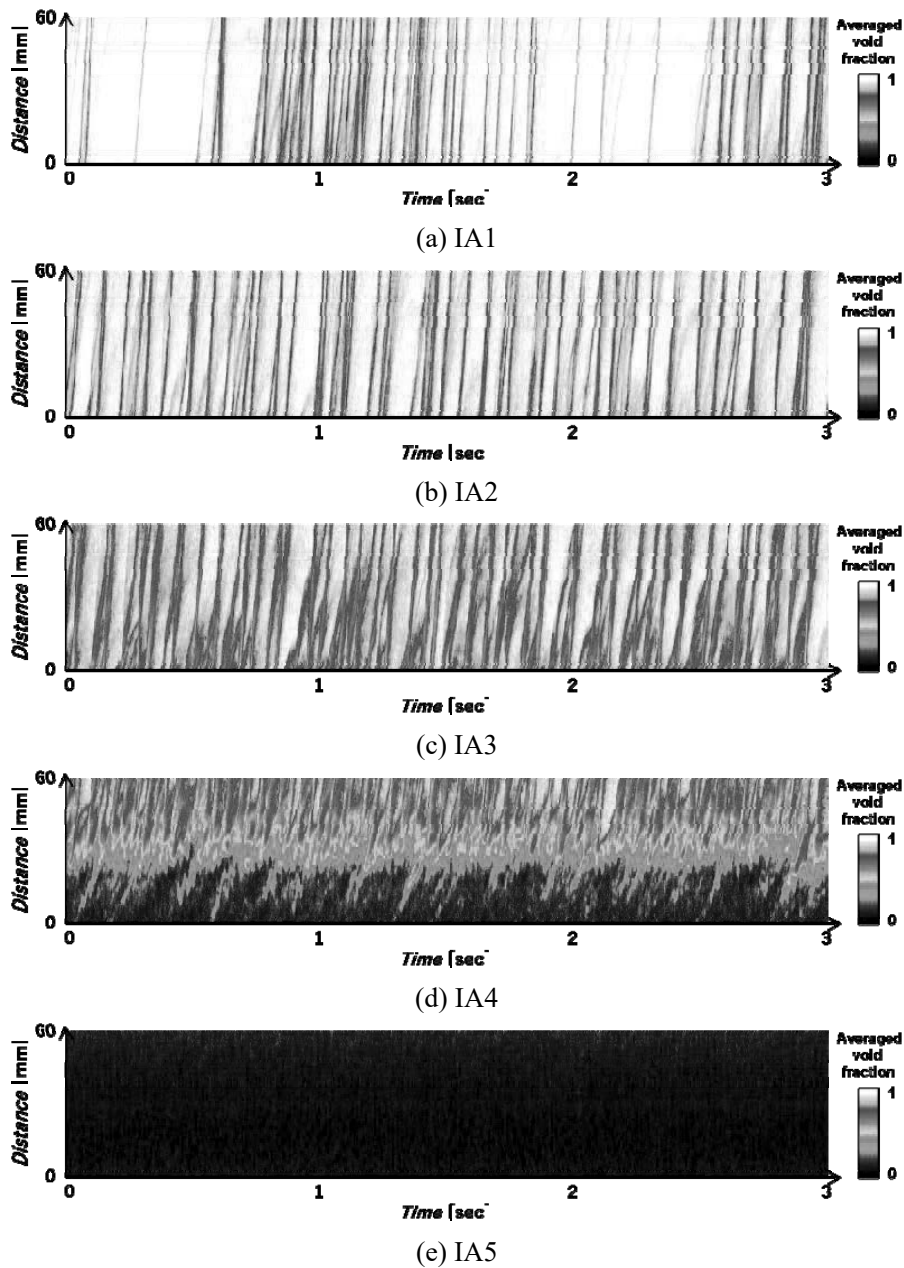 60
Distance [mm]
0
0 1 2 3
Time [sec
Averaged
void
fraction
1
0
(a) IA1
60
Distance [mm]
0
0 1 2 3
Time [sec
Averaged
void
fraction
1
0
(b) IA2
60
Distance [mm]
0
0 1 2 3
Time [sec
Averaged
void
fraction
1
0
(c) IA3
60
Distance [mm]
0
0 1 2 3
Time [sec
Averaged
void
fraction
1
0
(d) IA4
60
Distance [mm]
0
0 1 2 3
Time [sec
Averaged
void
fraction
1
0
(e) IA5